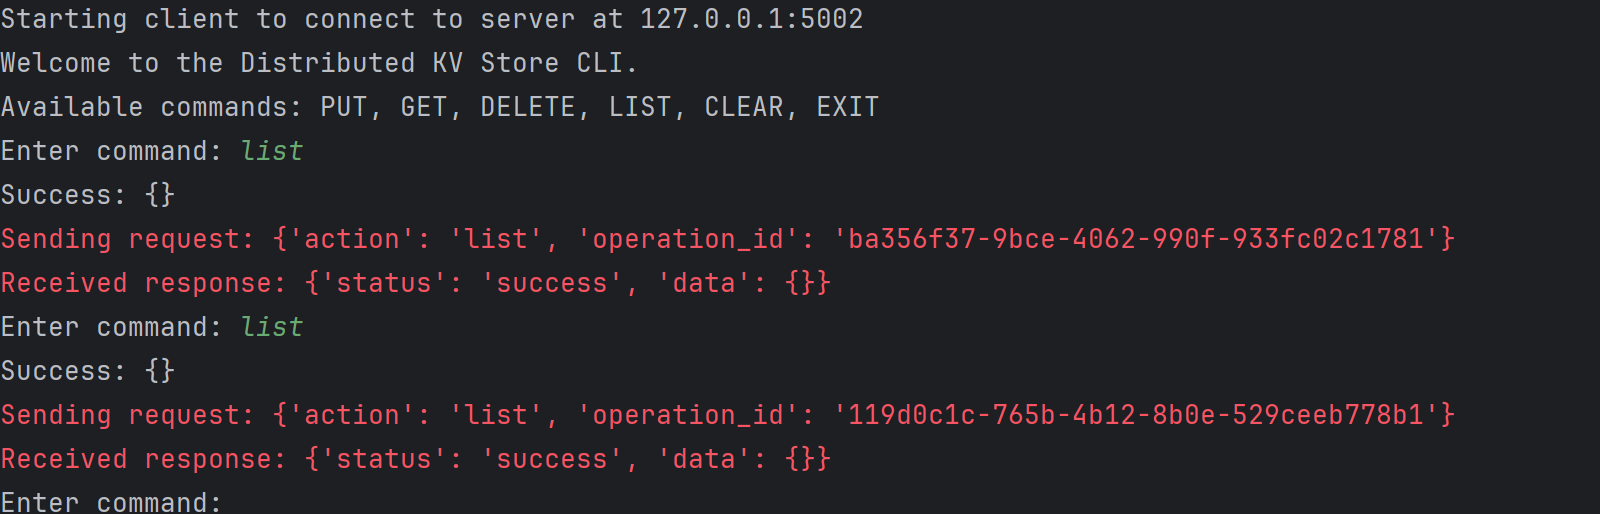 Starting client to connect to server at 127.0.0.1:5002
Welcome to the Distributed KV Store CLI.
Available commands: PUT, GET, DELETE, LIST, CLEAR, EXIT
Enter command: list
Success: {}
Sending request: {'action': 'list', 'operation_id': 'ba356f37-9bce-4062-990f-933fc02c1781'}
Received response: {'status': 'success', 'data': {}}
Enter command: list
Success: {}
Sending request: {'action': 'list', 'operation_id': '119d0c1c-765b-4b12-8b0e-529ceeb778b1'}
Received response: {'status': 'success', 'data': {}}
Enter command: